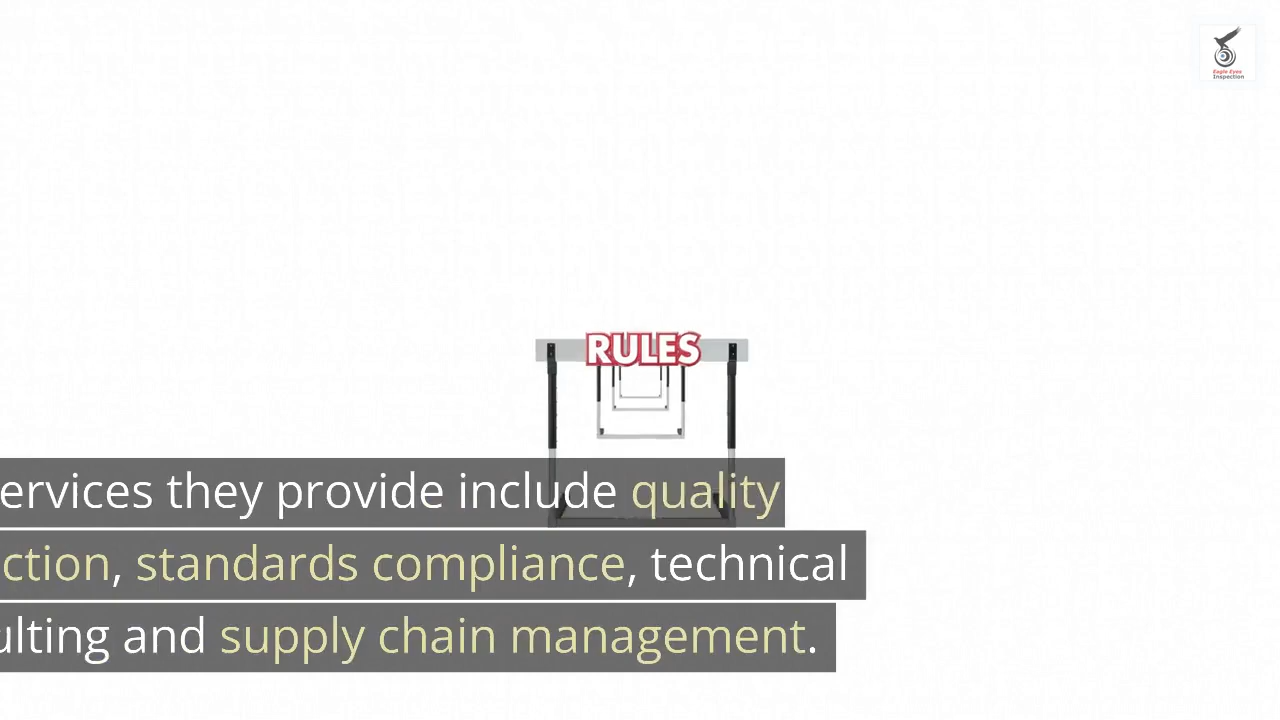 Eagle Eyes
Inspection
RULES
ervices they provide include quality
ction, standards compliance, technical
ulting and supply chain management.